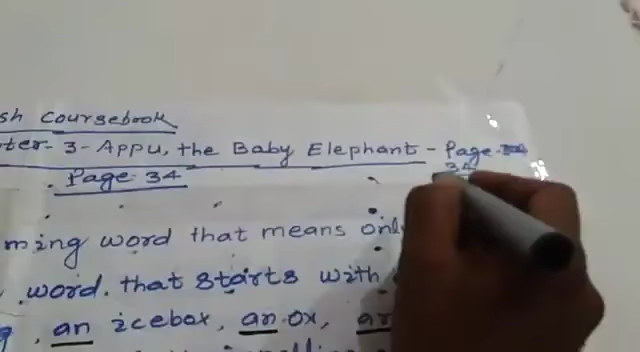 sh Coursebook
ter- 3- Appu, the Baby Elephant - Page
34
Page 34
ming word that means
word. that starts with
, an icebox, an ox,